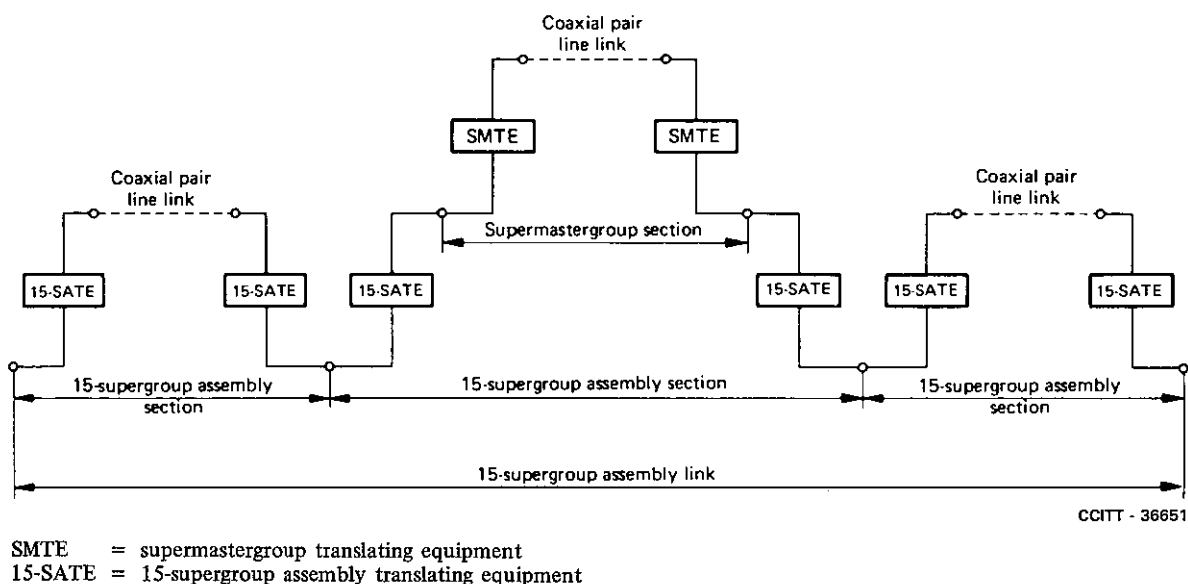 Coaxial pair
line link
SMTE
SMTE
Coaxial pair
line link
Coaxial pair
line link
Supermastergroup section
15-SATE
15-SATE
15-SATE
15-SATE
15-SATE
15-SATE
15-supergroup assembly
section
15-supergroup assembly section
15-supergroup assembly
section
15-supergroup assembly link
CCITT - 36651
SMTE = supermastergroup translating equipment
15-SATE = 15-supergroup assembly translating equipment